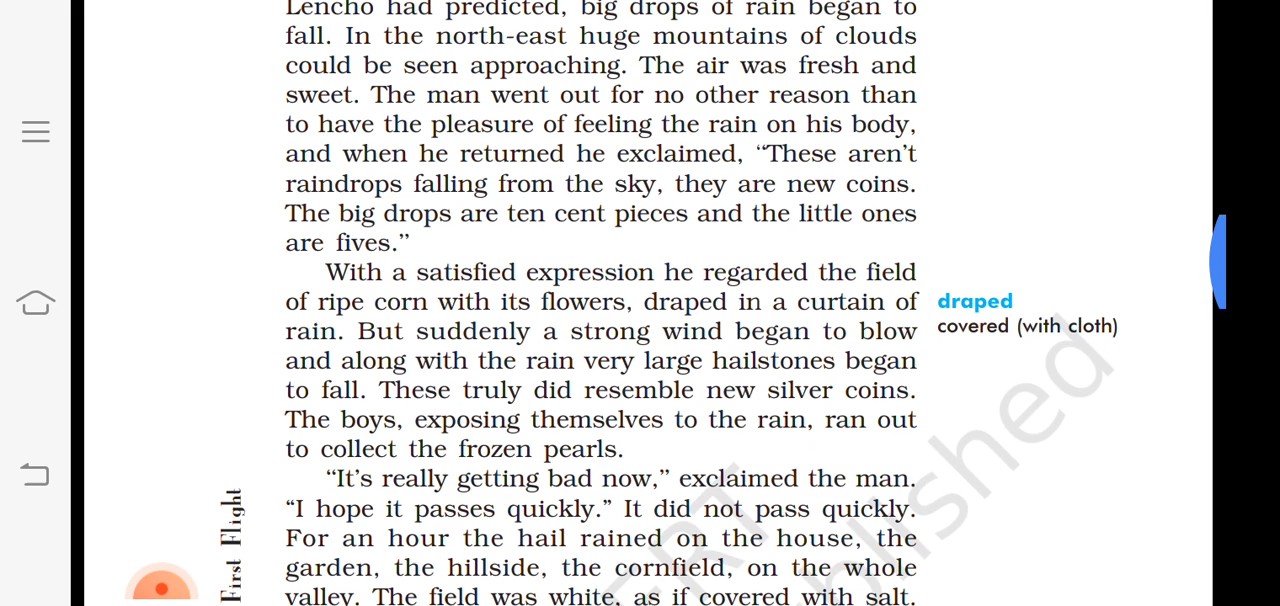 Lencho had predicted, big drops of rain began to
fall. In the north-east huge mountains of clouds
could be seen approaching. The air was fresh and
sweet. The man went out for no other reason than
to have the pleasure of feeling the rain on his body,
and when he returned he exclaimed, “These aren’t
raindrops falling from the sky, they are new coins.
The big drops are ten cent pieces and the little ones
are fives.”
With a satisfied expression he regarded the field
of ripe corn with its flowers, draped in a curtain of
rain. But suddenly a strong wind began to blow
and along with the rain very large hailstones began
to fall. These truly did resemble new silver coins.
The boys, exposing themselves to the rain, ran out
to collect the frozen pearls.
“It’s really getting bad now,” exclaimed the man.
“I hope it passes quickly.” It did not pass quickly.
For an hour the hail rained on the house, the
garden, the hillside, the cornfield, on the whole
valley. The field was white, as if covered with salt.
draped
covered (with cloth)
First Flight